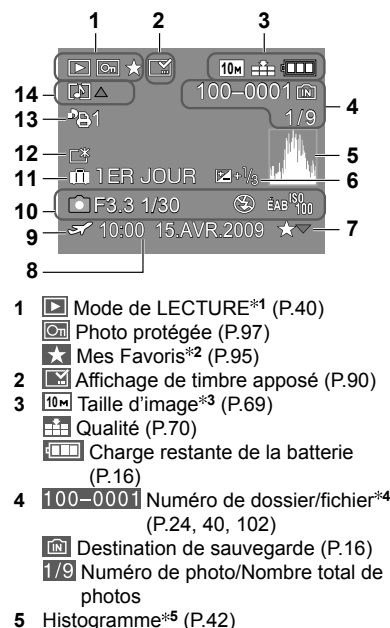 1 2 3
10M
14 100–0001 IN 4
13 1 1/9
12 5
11 1ER JOUR +1/3 6
10 F3.3 1/30 ISO 100
9 10:00 15.AVR.2009 7
8
1 Mode de LECTURE*1 (P.40)
Photo protégée (P.97)
Mes Favoris*2 (P.95)
2 Affichage de timbre apposé (P.90)
3 10M Taille d’image*3 (P.69)
Qualité (P.70)
Charge restante de la batterie
(P.16)
4 100–0001 Numéro de dossier/fichier*4
(P.24, 40, 102)
IN Destination de sauvegarde (P.16)
1/9 Numéro de photo/Nombre total de
photos
5 Histogramme*5 (P.42)